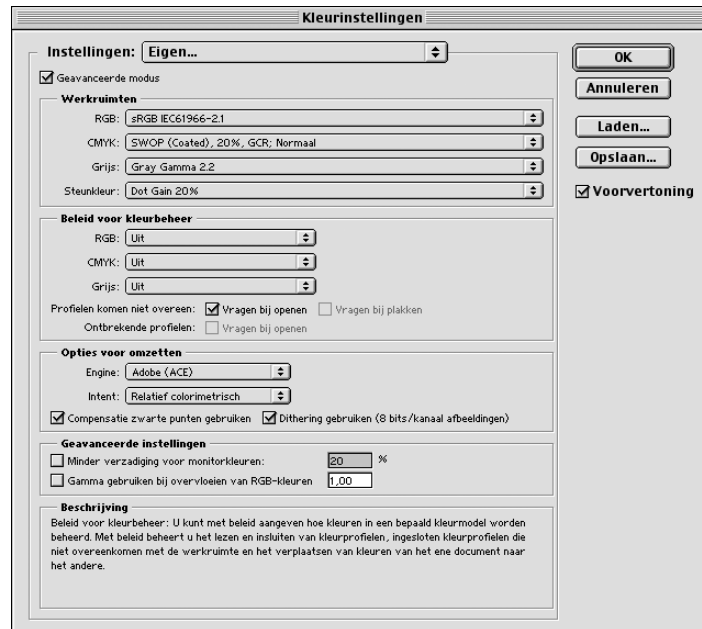 Kleurinstellingen
Instellingen: Eigen...
Geavanceerde modus
Werkruimten
RGB: sRGB IEC61966-2.1
CMYK: SWOP (Coated), 20%, GCR; Normaal
Grijs: Gray Gamma 2.2
Steunkleur: Dot Gain 20%
Beleid voor kleurbeheer
RGB: Uit
CMYK: Uit
Grijs: Uit
Profielen komen niet overeen: Vragen bij openen Vragen bij plakken
Ontbrekende profielen: Vragen bij openen
Opties voor omzetten
Engine: Adobe (ACE)
Intent: Relatief colorimetrisch
Compensatie zwarte punten gebruiken Dithering gebruiken (8 bits/kanaal afbeeldingen)
Geavanceerde instellingen
Minder verzadiging voor monitorkleuren: 20 %
Gamma gebruiken bij overvloeien van RGB-kleuren 1,00
Beschrijving
Beleid voor kleurbeheer: U kunt met beleid aangeven hoe kleuren in een bepaald kleurmodel worden
beheerd. Met beleid beheert u het lezen en insluiten van kleurprofielen, ingesloten kleurprofielen die
niet overeenkomen met de werkruimte en het verplaatsen van kleuren van het ene document naar
het andere.
OK
Annuleren
Laden...
Opslaan...
Voorvertoning